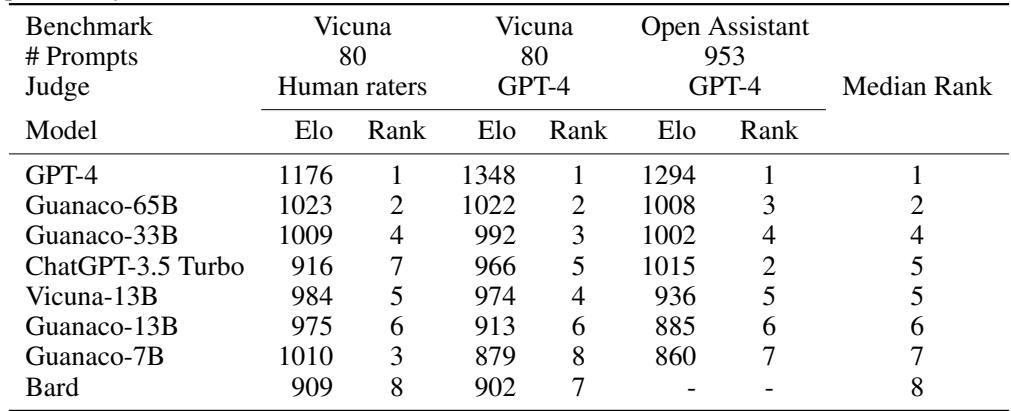 Benchmark Vicuna Vicuna Open Assistant
# Prompts 80 80 953
Judge Human raters GPT-4 GPT-4 Median Rank
Model Elo Rank Elo Rank Elo Rank
GPT-4 1176 1 1348 1 1294 1 1
Guanaco-65B 1023 2 1022 2 1008 3 2
Guanaco-33B 1009 4 992 3 1002 4 4
ChatGPT-3.5 Turbo 916 7 966 5 1015 2 5
Vicuna-13B 984 5 974 4 936 5 5
Guanaco-13B 975 6 913 6 885 6 6
Guanaco-7B 1010 3 879 8 860 7 7
Bard 909 8 902 7 - - 8